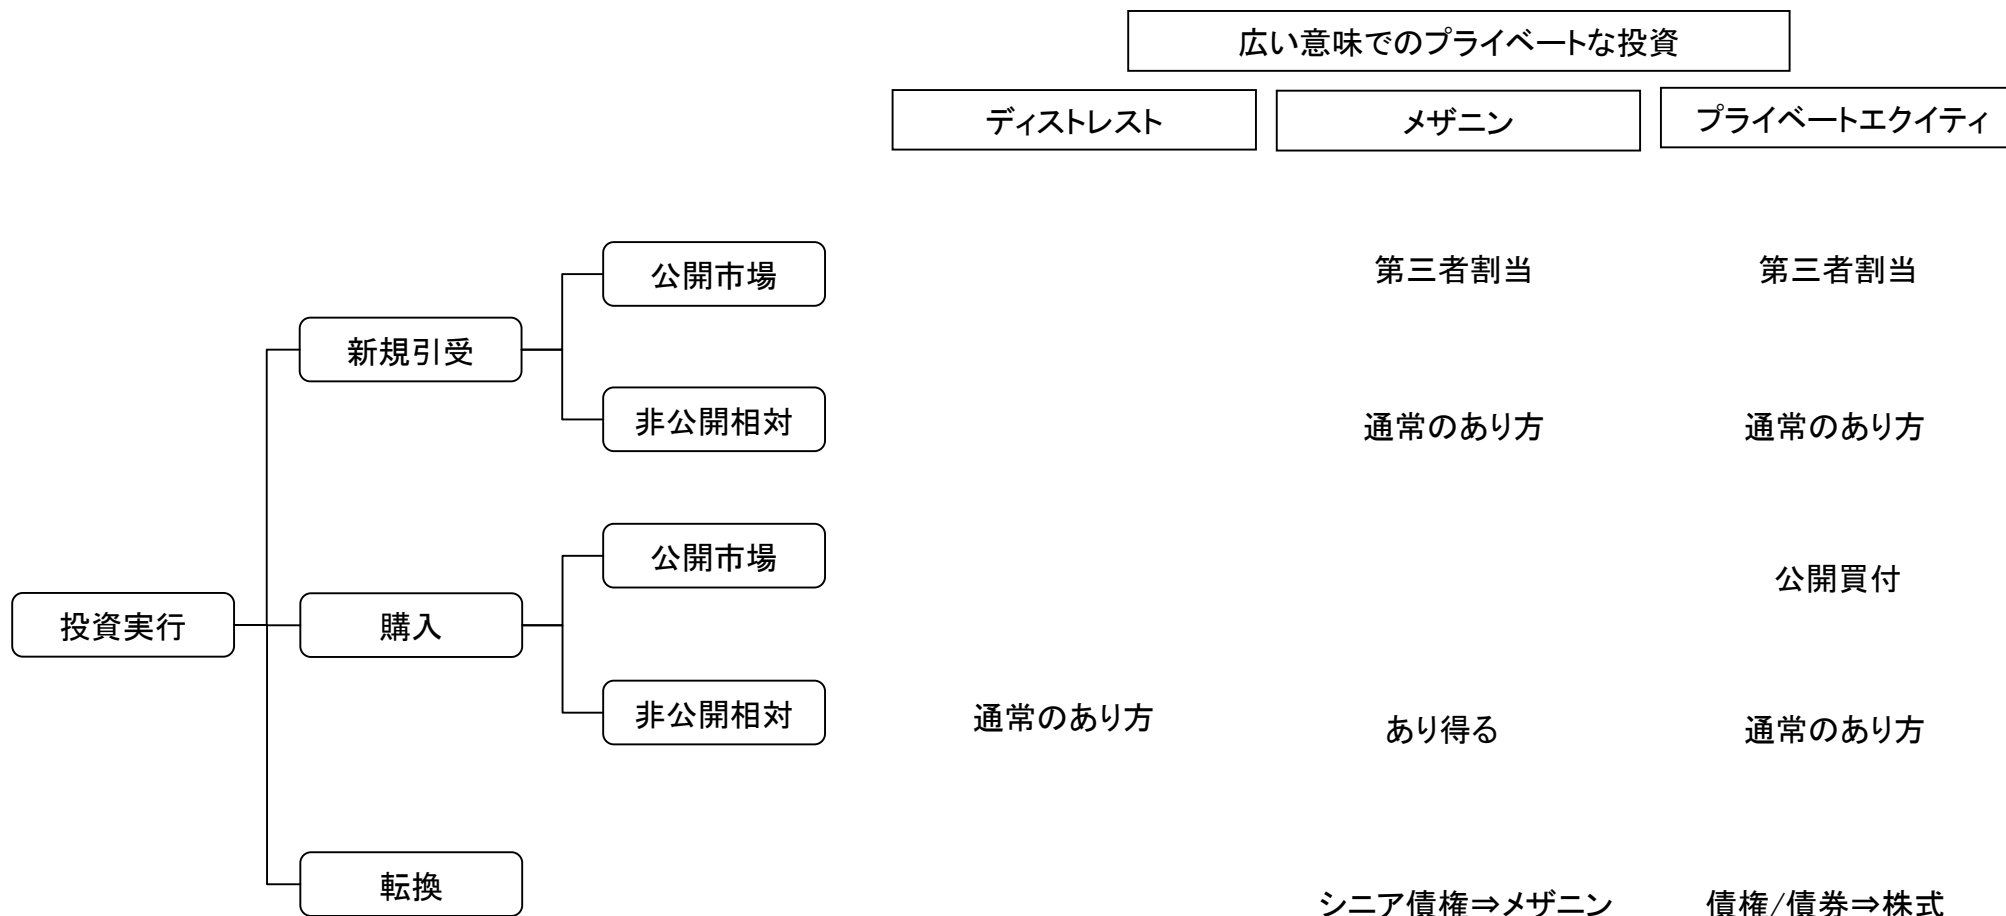 広い意味でのプライベートな投資
ディストレスト
メザニン
プライベートエクイティ
公開市場
第三者割当
第三者割当
新規引受
非公開相対
通常のあり方
通常のあり方
公開市場
公開買付
投資実行
購入
非公開相対
通常のあり方
あり得る
通常のあり方
転換
シニア債権⇒メザニン
債権/債券⇒株式